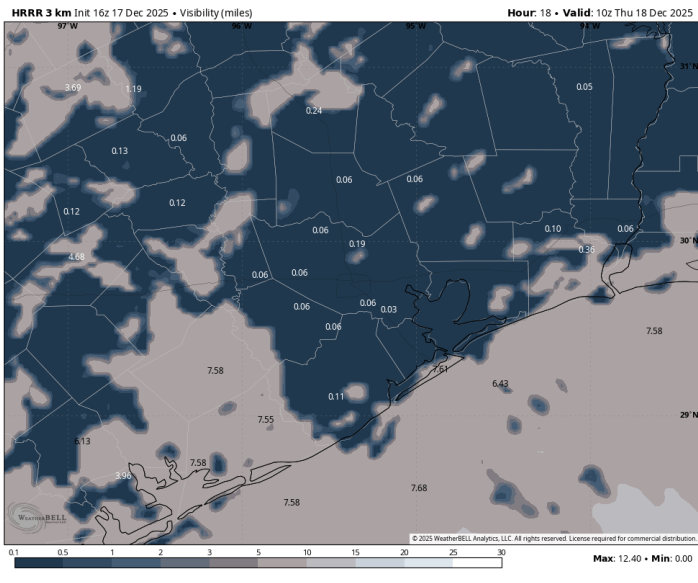 HRRR 3 km Init 16z 17 Dec 2025 • Visibility (miles)
Hour: 18 • Valid: 10z Thu 18 Dec 2025
97°W 96°W 95°W 94°W
31°N
3.69 1.19 0.05
0.24
0.06
0.13
0.06 0.06
0.12 0.12
0.06 0.10 0.06
30°N
0.19 0.36
4.68
0.06 0.06
0.06 0.06 0.03
0.06 7.58
7.61
7.58 6.43
0.11
29°N
7.55
6.13
7.58
3.96
7.68
7.58
WEATHERBELL
© 2025 WeatherBELL Analytics, LLC. All rights reserved. License required for commercial distribution.
0.1 0.5 1 2 3 5 10 15 20 25 30
Max: 12.40 • Min: 0.00